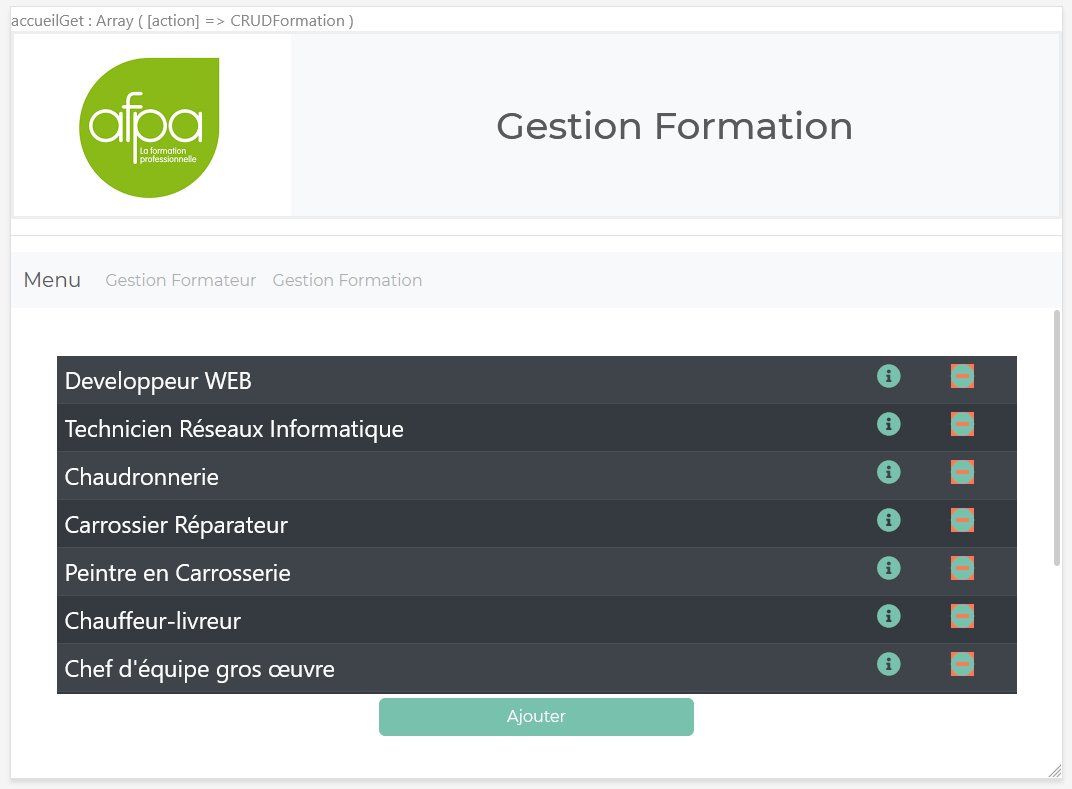 accueilGet : Array ( [action] => CRUDFormation )
afpa
La formation
professionnelle
Gestion Formation
Menu Gestion Formateur Gestion Formation
Developpeur WEB
Technicien Réseaux Informatique
Chaudronnerie
Carrossier Réparateur
Peintre en Carrosserie
Chauffeur-livreur
Chef d'équipe gros œuvre
Ajouter